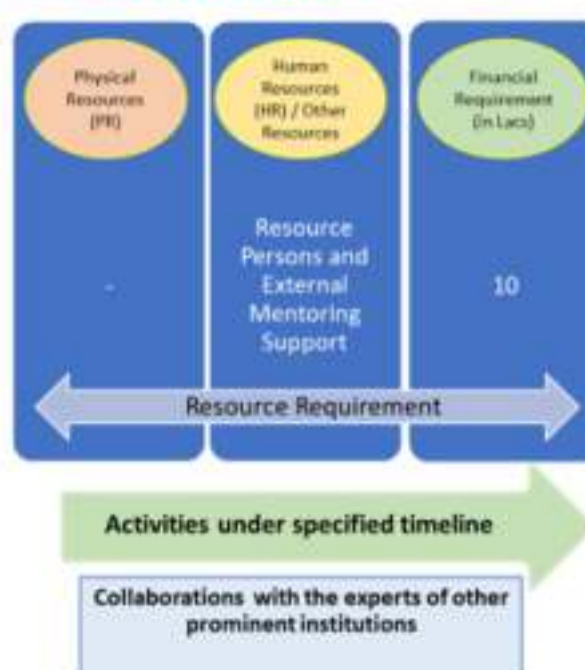 Physical
Resources
(PR)
Human
Resources
(HR) / Other
Resources
Financial
Requirement
(in Lacs)
-
Resource
Persons and
External
Mentoring
Support
10
Resource Requirement
Activities under specified timeline
Collaborations with the experts of other
prominent institutions